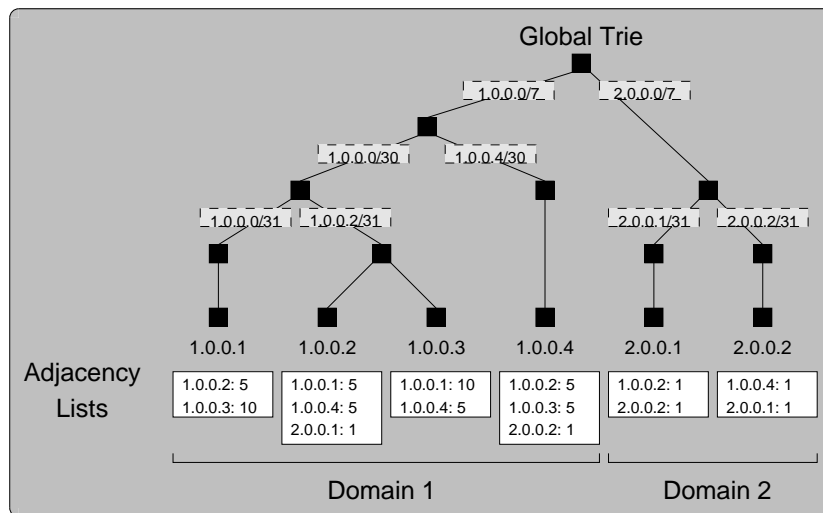 Global Trie
1.0.0.0/7 2.0.0.0/7
1.0.0.0/30 1.0.0.4/30
1.0.0.0/31 1.0.0.2/31 2.0.0.1/31 2.0.0.2/31
1.0.0.1 1.0.0.2 1.0.0.3 1.0.0.4 2.0.0.1 2.0.0.2
Adjacency
Lists
1.0.0.2: 5
1.0.0.3: 10
1.0.0.1: 5
1.0.0.4: 5
2.0.0.1: 1
1.0.0.1: 10
1.0.0.4: 5
1.0.0.2: 5
1.0.0.3: 5
2.0.0.2: 1
1.0.0.2: 1
2.0.0.2: 1
1.0.0.4: 1
2.0.0.1: 1
Domain 1 Domain 2